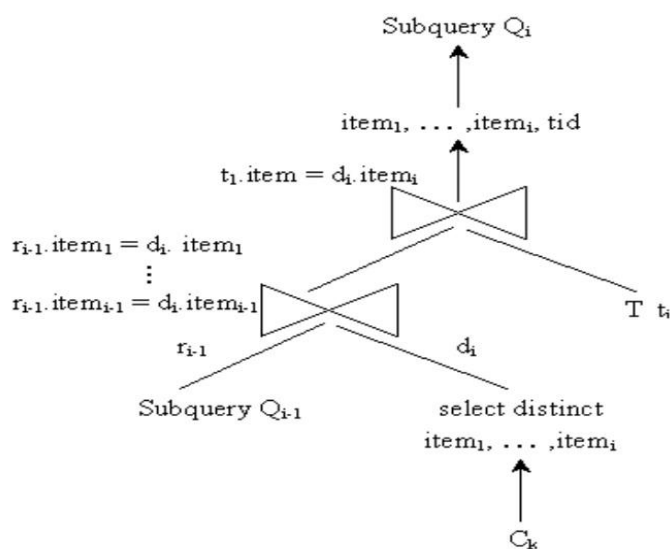 Subquery Qᵢ
item₁, ... ,itemᵢ, tid
t₁.item = dᵢ.itemᵢ
rᵢ₋₁.item₁ = dᵢ. item₁
⋮
rᵢ₋₁.itemᵢ₋₁ = dᵢ.itemᵢ₋₁
rᵢ₋₁ dᵢ
T tᵢ
Subquery Qᵢ₋₁
select distinct
item₁, ... ,itemᵢ
Cₖ